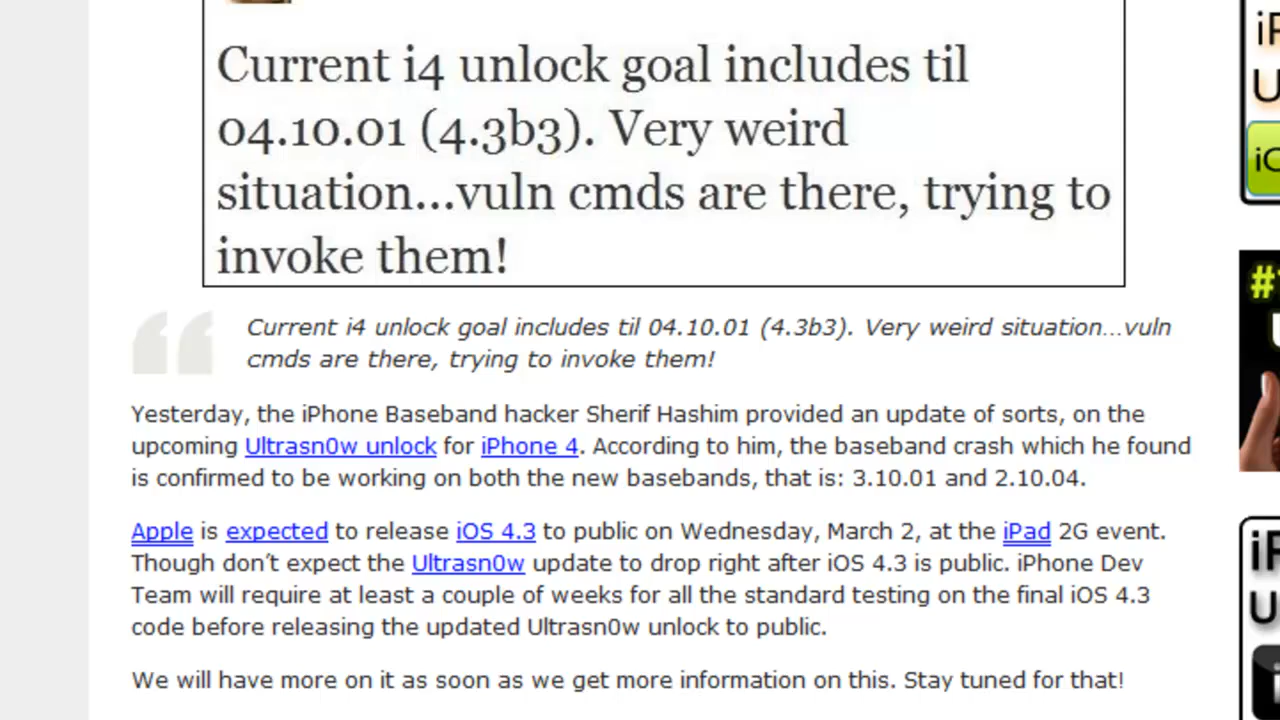 Current i4 unlock goal includes til
04.10.01 (4.3b3). Very weird
situation...vuln cmds are there, trying to
invoke them!
Current i4 unlock goal includes til 04.10.01 (4.3b3). Very weird situation…vuln
cmds are there, trying to invoke them!
Yesterday, the iPhone Baseband hacker Sherif Hashim provided an update of sorts, on the
upcoming Ultrasn0w unlock for iPhone 4. According to him, the baseband crash which he found
is confirmed to be working on both the new basebands, that is: 3.10.01 and 2.10.04.
Apple is expected to release iOS 4.3 to public on Wednesday, March 2, at the iPad 2G event.
Though don’t expect the Ultrasn0w update to drop right after iOS 4.3 is public. iPhone Dev
Team will require at least a couple of weeks for all the standard testing on the final iOS 4.3
code before releasing the updated Ultrasn0w unlock to public.
We will have more on it as soon as we get more information on this. Stay tuned for that!